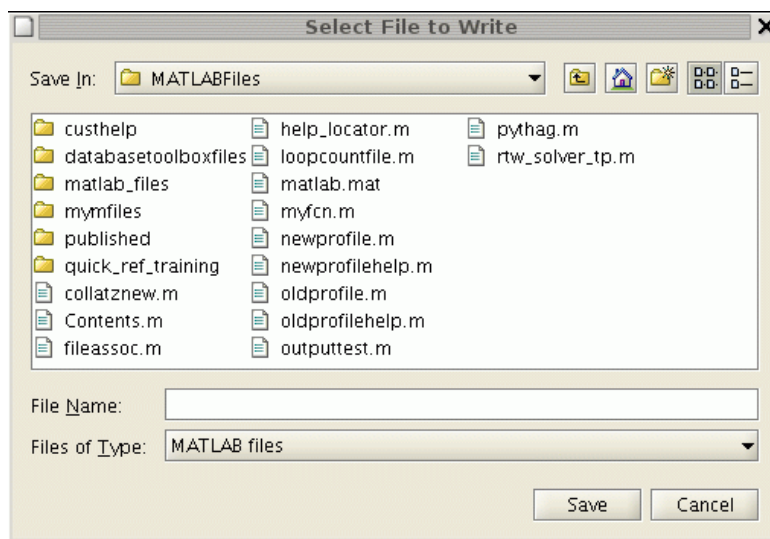 Select File to Write
Save In: MATLABFiles
custhelp
databasetoolboxfiles
matlab_files
mymfiles
published
quick_ref_training
collatznew.m
Contents.m
fileassoc.m
help_locator.m
loopcountfile.m
matlab.mat
myfcn.m
newprofile.m
newprofilehelp.m
oldprofile.m
oldprofilehelp.m
outputtest.m
pythag.m
rtw_solver_tp.m
File Name:
Files of Type: MATLAB files
Save Cancel